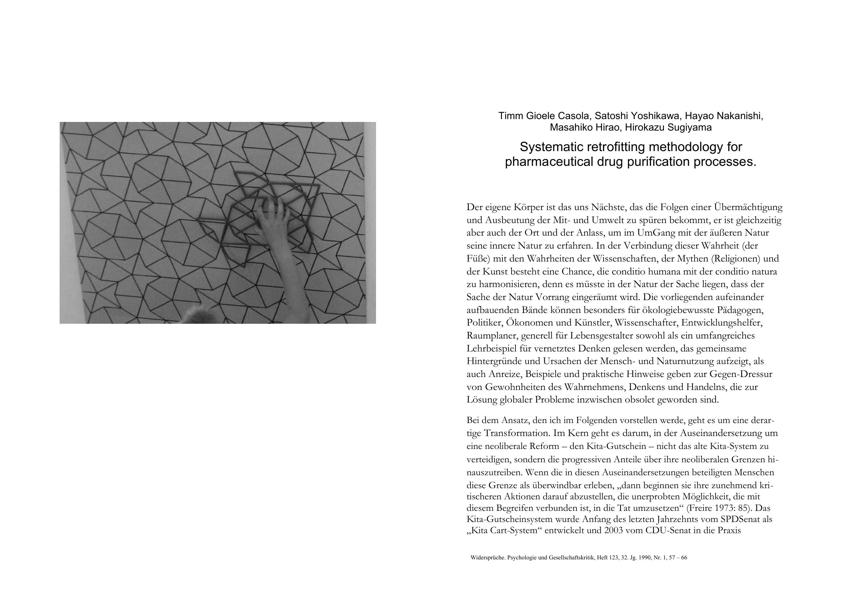 Timm Gioele Casola, Satoshi Yoshikawa, Hayao Nakanishi,
Masahiko Hirao, Hirokazu Sugiyama
Systematic retrofitting methodology for
pharmaceutical drug purification processes.
Der eigene Körper ist das uns Nächste, das die Folgen einer Übermächtigung
und Ausbeutung der Mit- und Umwelt zu spüren bekommt, er ist gleichzeitig
aber auch der Ort und der Anlass, um im UmGang mit der äußeren Natur
seine innere Natur zu erfahren. In der Verbindung dieser Wahrheit (der
Füße) mit den Wahrheiten der Wissenschaften, der Mythen (Religionen) und
der Kunst besteht eine Chance, die conditio humana mit der conditio natura
zu harmonisieren, denn es müsste in der Natur der Sache liegen, dass der
Sache der Natur Vorrang eingeräumt wird. Die vorliegenden aufeinander
aufbauenden Bände können besonders für ökologiebewusste Pädagogen,
Politiker, Ökonomen und Künstler, Wissenschafter, Entwicklungshelfer,
Raumplaner, generell für Lebensgestalter sowohl als ein umfangreiches
Lehrbeispiel für vernetztes Denken gelesen werden, das gemeinsame
Hintergründe und Ursachen der Mensch- und Naturnutzung aufzeigt, als
auch Anreize, Beispiele und praktische Hinweise geben zur Gegen-Dressur
von Gewohnheiten des Wahrnehmens, Denkens und Handelns, die zur
Lösung globaler Probleme inzwischen obsolet geworden sind.
Bei dem Ansatz, den ich im Folgenden vorstellen werde, geht es um eine derar-
tige Transformation. Im Kern geht es darum, in der Auseinandersetzung um
eine neoliberale Reform – den Kita-Gutschein – nicht das alte Kita-System zu
verteidigen, sondern die progressiven Anteile über ihre neoliberalen Grenzen hi-
nauszutreiben. Wenn die in diesen Auseinandersetzungen beteiligten Menschen
diese Grenze als überwindbar erleben, „dann beginnen sie ihre zunehmend kri-
tischeren Aktionen darauf abzustellen, die unerprobten Möglichkeit, die mit
diesem Begreifen verbunden ist, in die Tat umzusetzen“ (Freire 1973: 85). Das
Kita-Gutscheinsystem wurde Anfang des letzten Jahrzehnts vom SPDSenat als
„Kita Cart-System“ entwickelt und 2003 vom CDU-Senat in die Praxis
Widersprüche. Psychologie und Gesellschaftskritik, Heft 123, 32. Jg. 1990, Nr. 1, 57 – 66